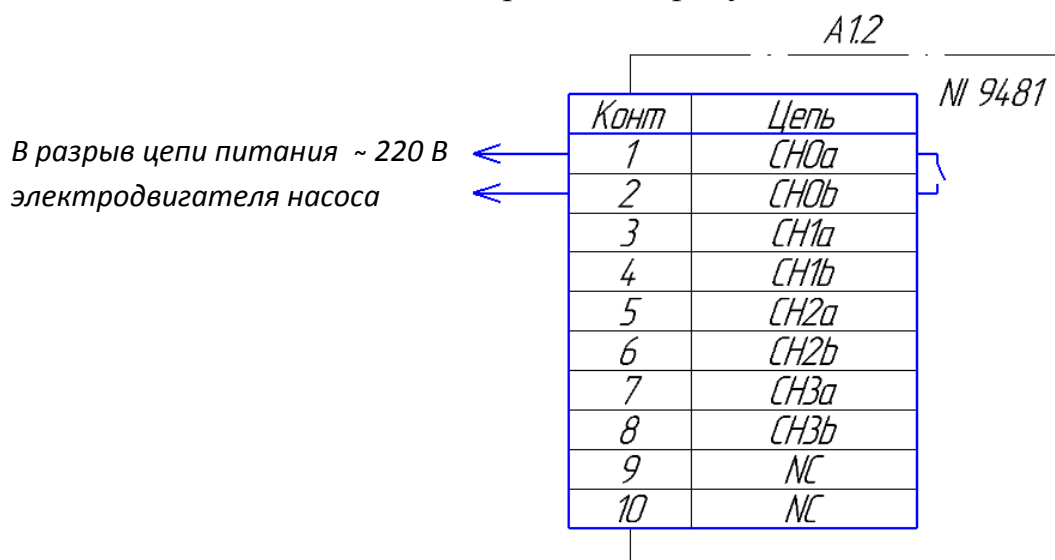 А1.2
NI 9481
Конт Цепь
В разрыв цепи питания ~ 220 В
электродвигателя насоса
1 CH0a
2 CH0b
3 CH1a
4 CH1b
5 CH2a
6 CH2b
7 CH3a
8 CH3b
9 NC
10 NC